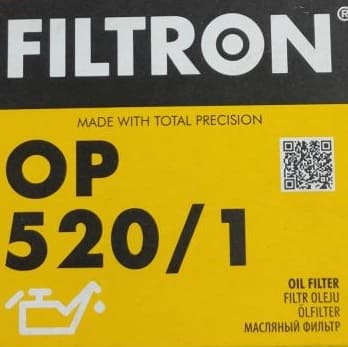 FILTRON®
MADE WITH TOTAL PRECISION
OP
520/1
OIL FILTER
FILTR OLEJU
ÖLFILTER
МАСЛЯНЫЙ ФИЛЬТР